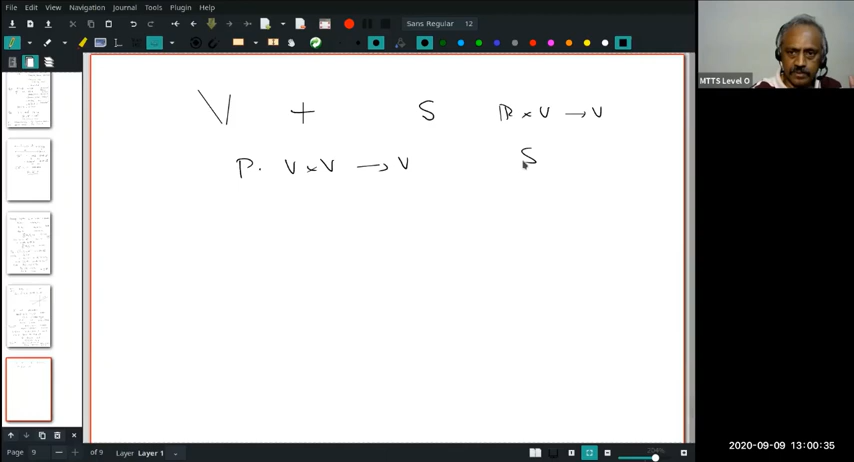 File Edit View Navigation Journal Tools Plugin Help
Sans Regular 12
V + S ℝ × V → V
P. V × V → V S
MTTS Level O
Page 9 of 9 Layer Layer 1
2020-09-09 13:00:35